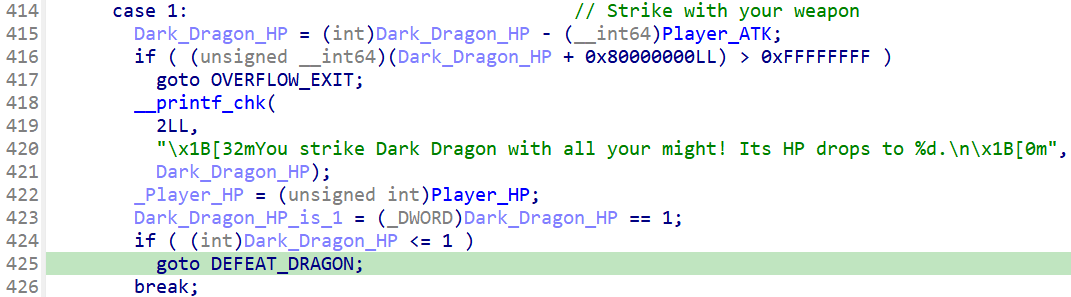 414 case 1: // Strike with your weapon
415 Dark_Dragon_HP = (int)Dark_Dragon_HP - (__int64)Player_ATK;
416 if ( (unsigned __int64)(Dark_Dragon_HP + 0x80000000LL) > 0xFFFFFFFF )
417 goto OVERFLOW_EXIT;
418 __printf_chk(
419 2LL,
420 "\x1B[32mYou strike Dark Dragon with all your might! Its HP drops to %d.\n\x1B[0m",
421 Dark_Dragon_HP);
422 _Player_HP = (unsigned int)Player_HP;
423 Dark_Dragon_HP_is_1 = (_DWORD)Dark_Dragon_HP == 1;
424 if ( (int)Dark_Dragon_HP <= 1 )
425 goto DEFEAT_DRAGON;
426 break;